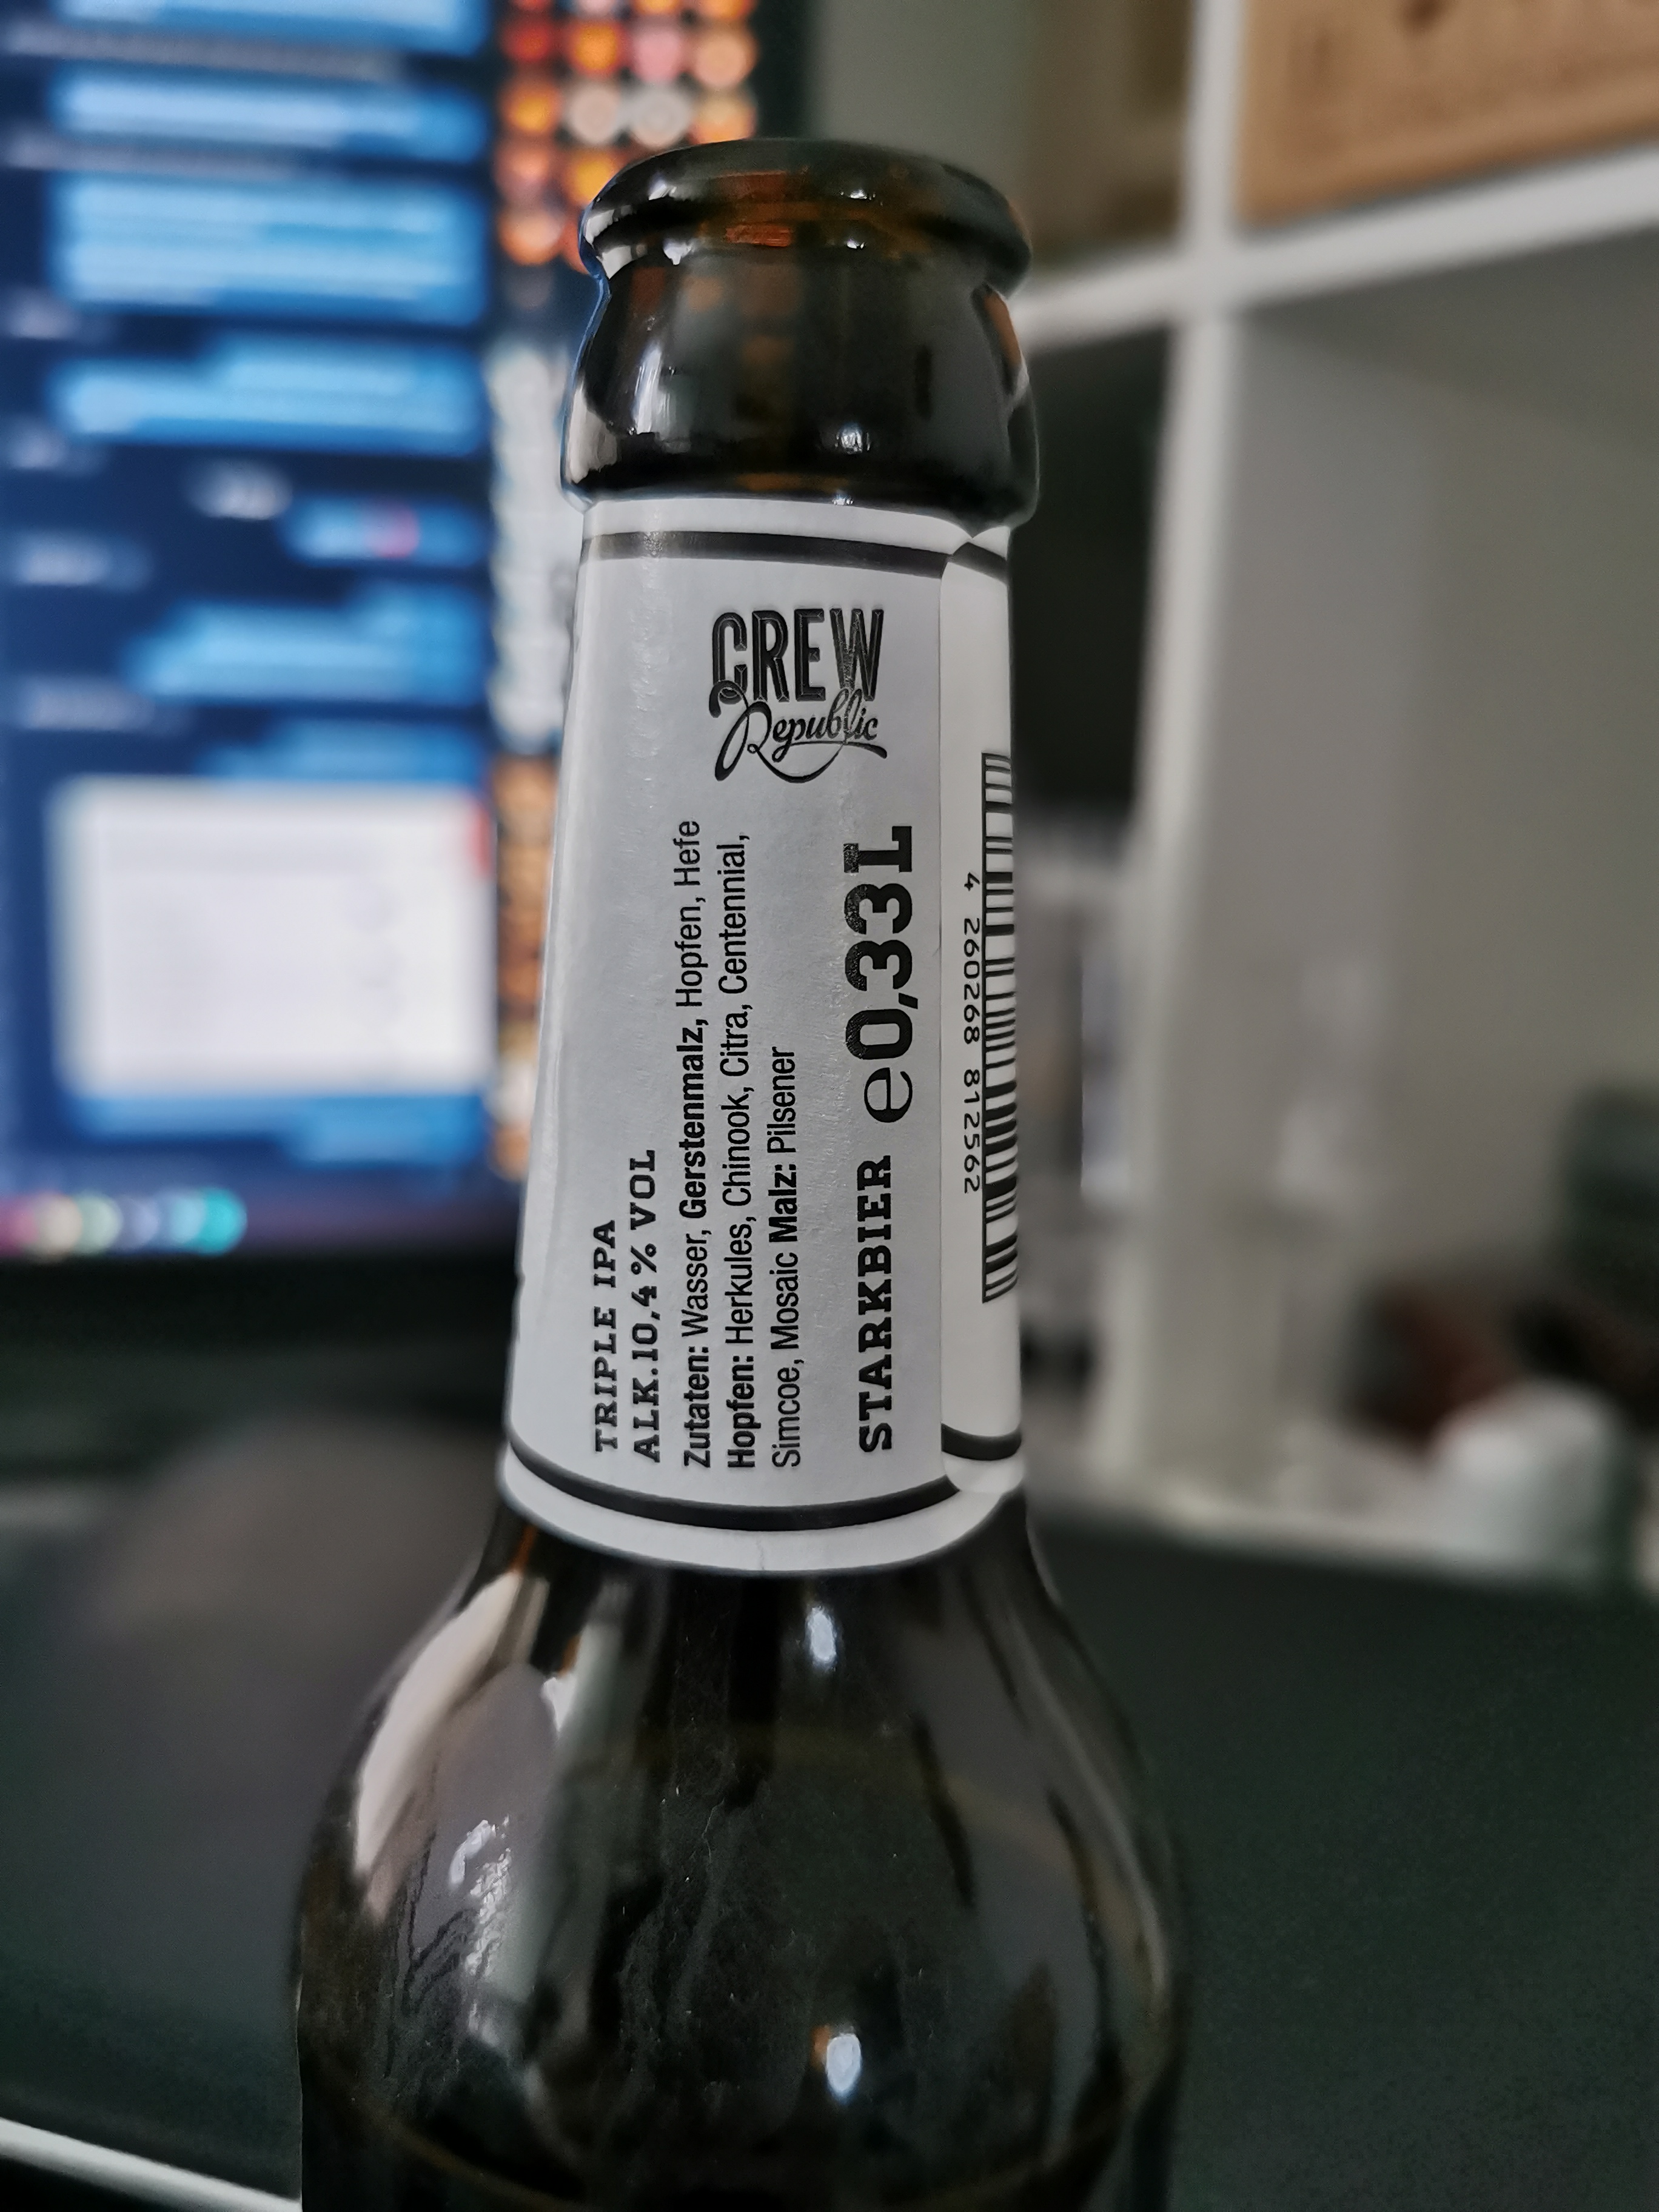 CREW
Republic
TRIPLE IPA
ALK.10,4 % VOL
Zutaten: Wasser, Gerstenmalz, Hopfen, Hefe
Hopfen: Herkules, Chinook, Citra, Centennial,
Simcoe, Mosaic Malz: Pilsener
STARKBIER e0,33L
4 260268 812562